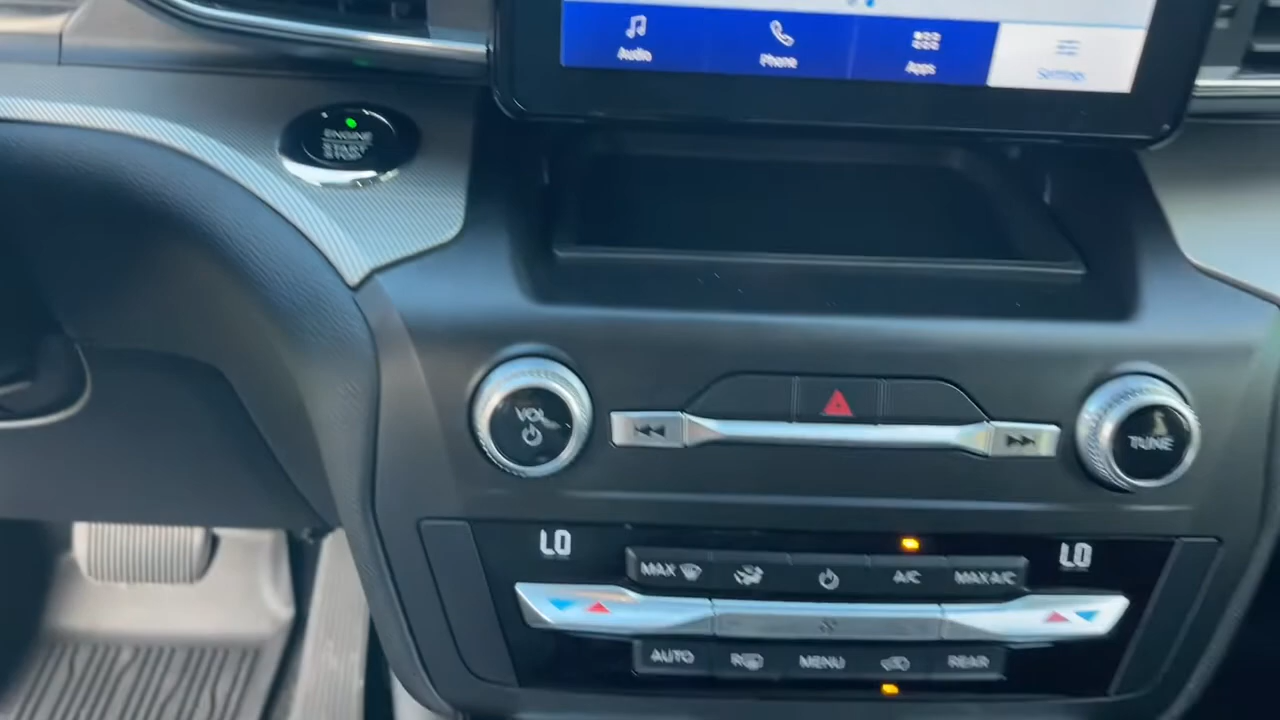 Audio
Phone
Apps
Settings
ENGINE
START
STOP
VOL
TUNE
LO
LO
MAX
A/C
MAX A/C
AUTO
R
MENU
REAR